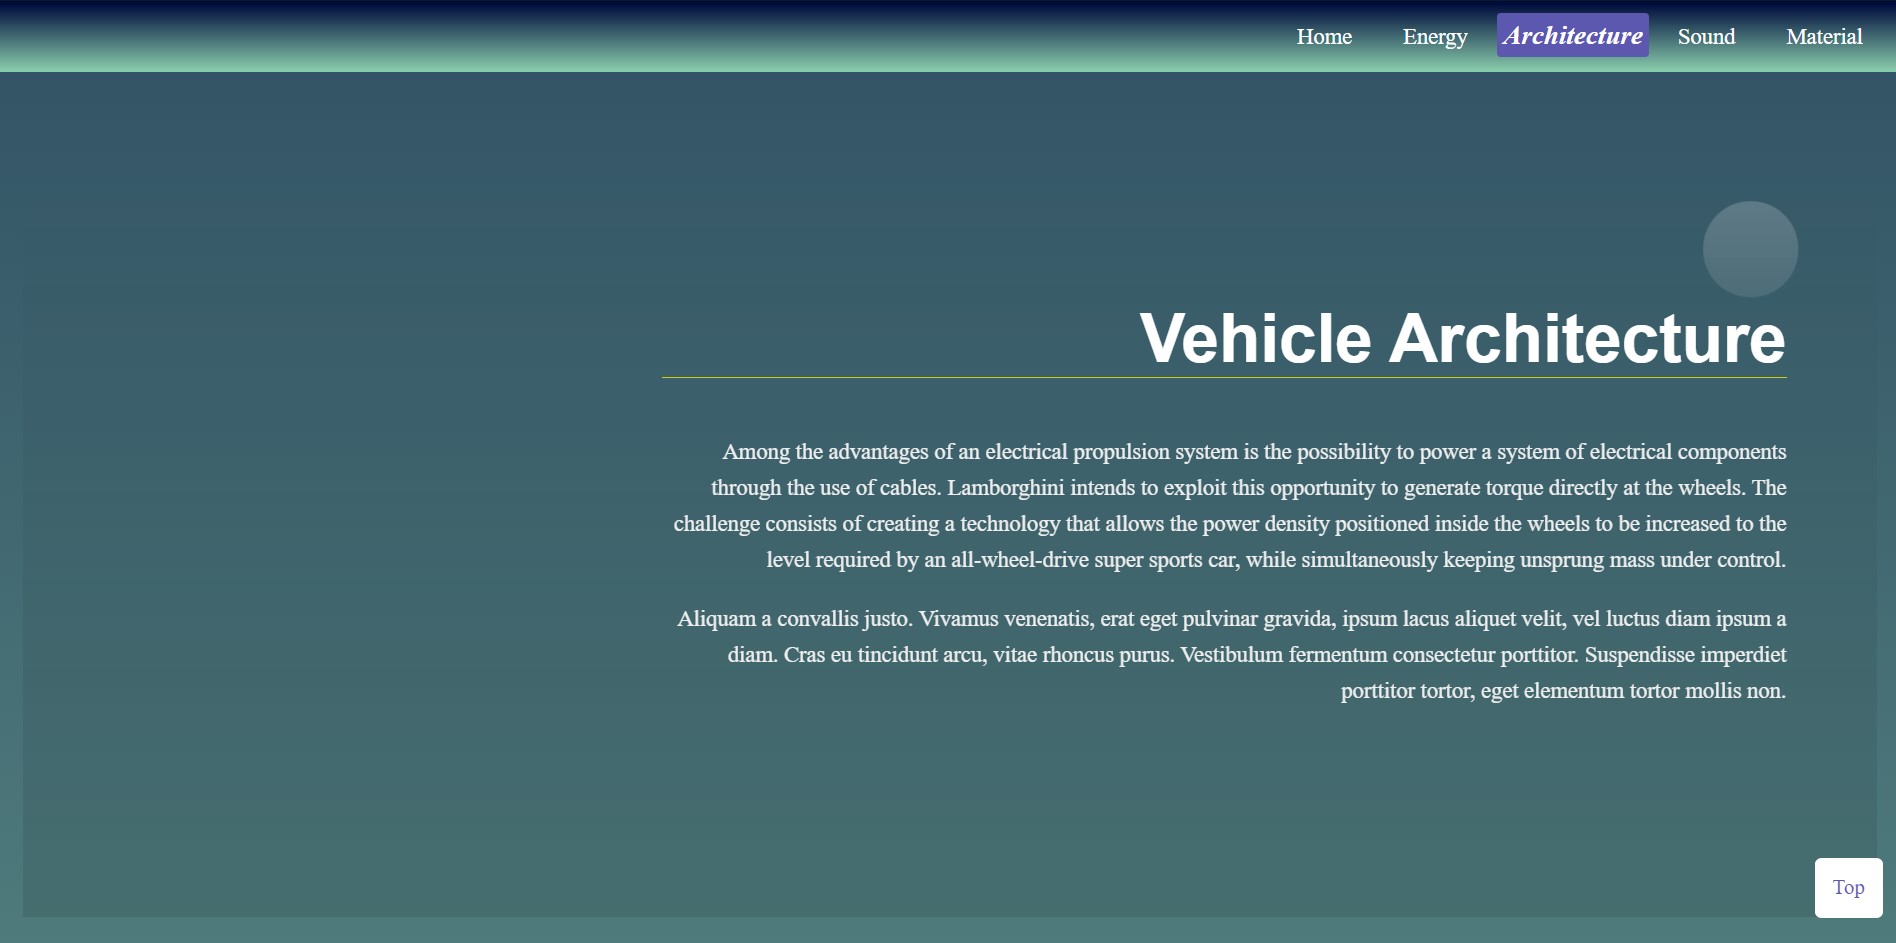 Home Energy Architecture Sound Material
Vehicle Architecture
Among the advantages of an electrical propulsion system is the possibility to power a system of electrical components
through the use of cables. Lamborghini intends to exploit this opportunity to generate torque directly at the wheels. The
challenge consists of creating a technology that allows the power density positioned inside the wheels to be increased to the
level required by an all-wheel-drive super sports car, while simultaneously keeping unsprung mass under control.
Aliquam a convallis justo. Vivamus venenatis, erat eget pulvinar gravida, ipsum lacus aliquet velit, vel luctus diam ipsum a
diam. Cras eu tincidunt arcu, vitae rhoncus purus. Vestibulum fermentum consectetur porttitor. Suspendisse imperdiet
porttitor tortor, eget elementum tortor mollis non.
Top